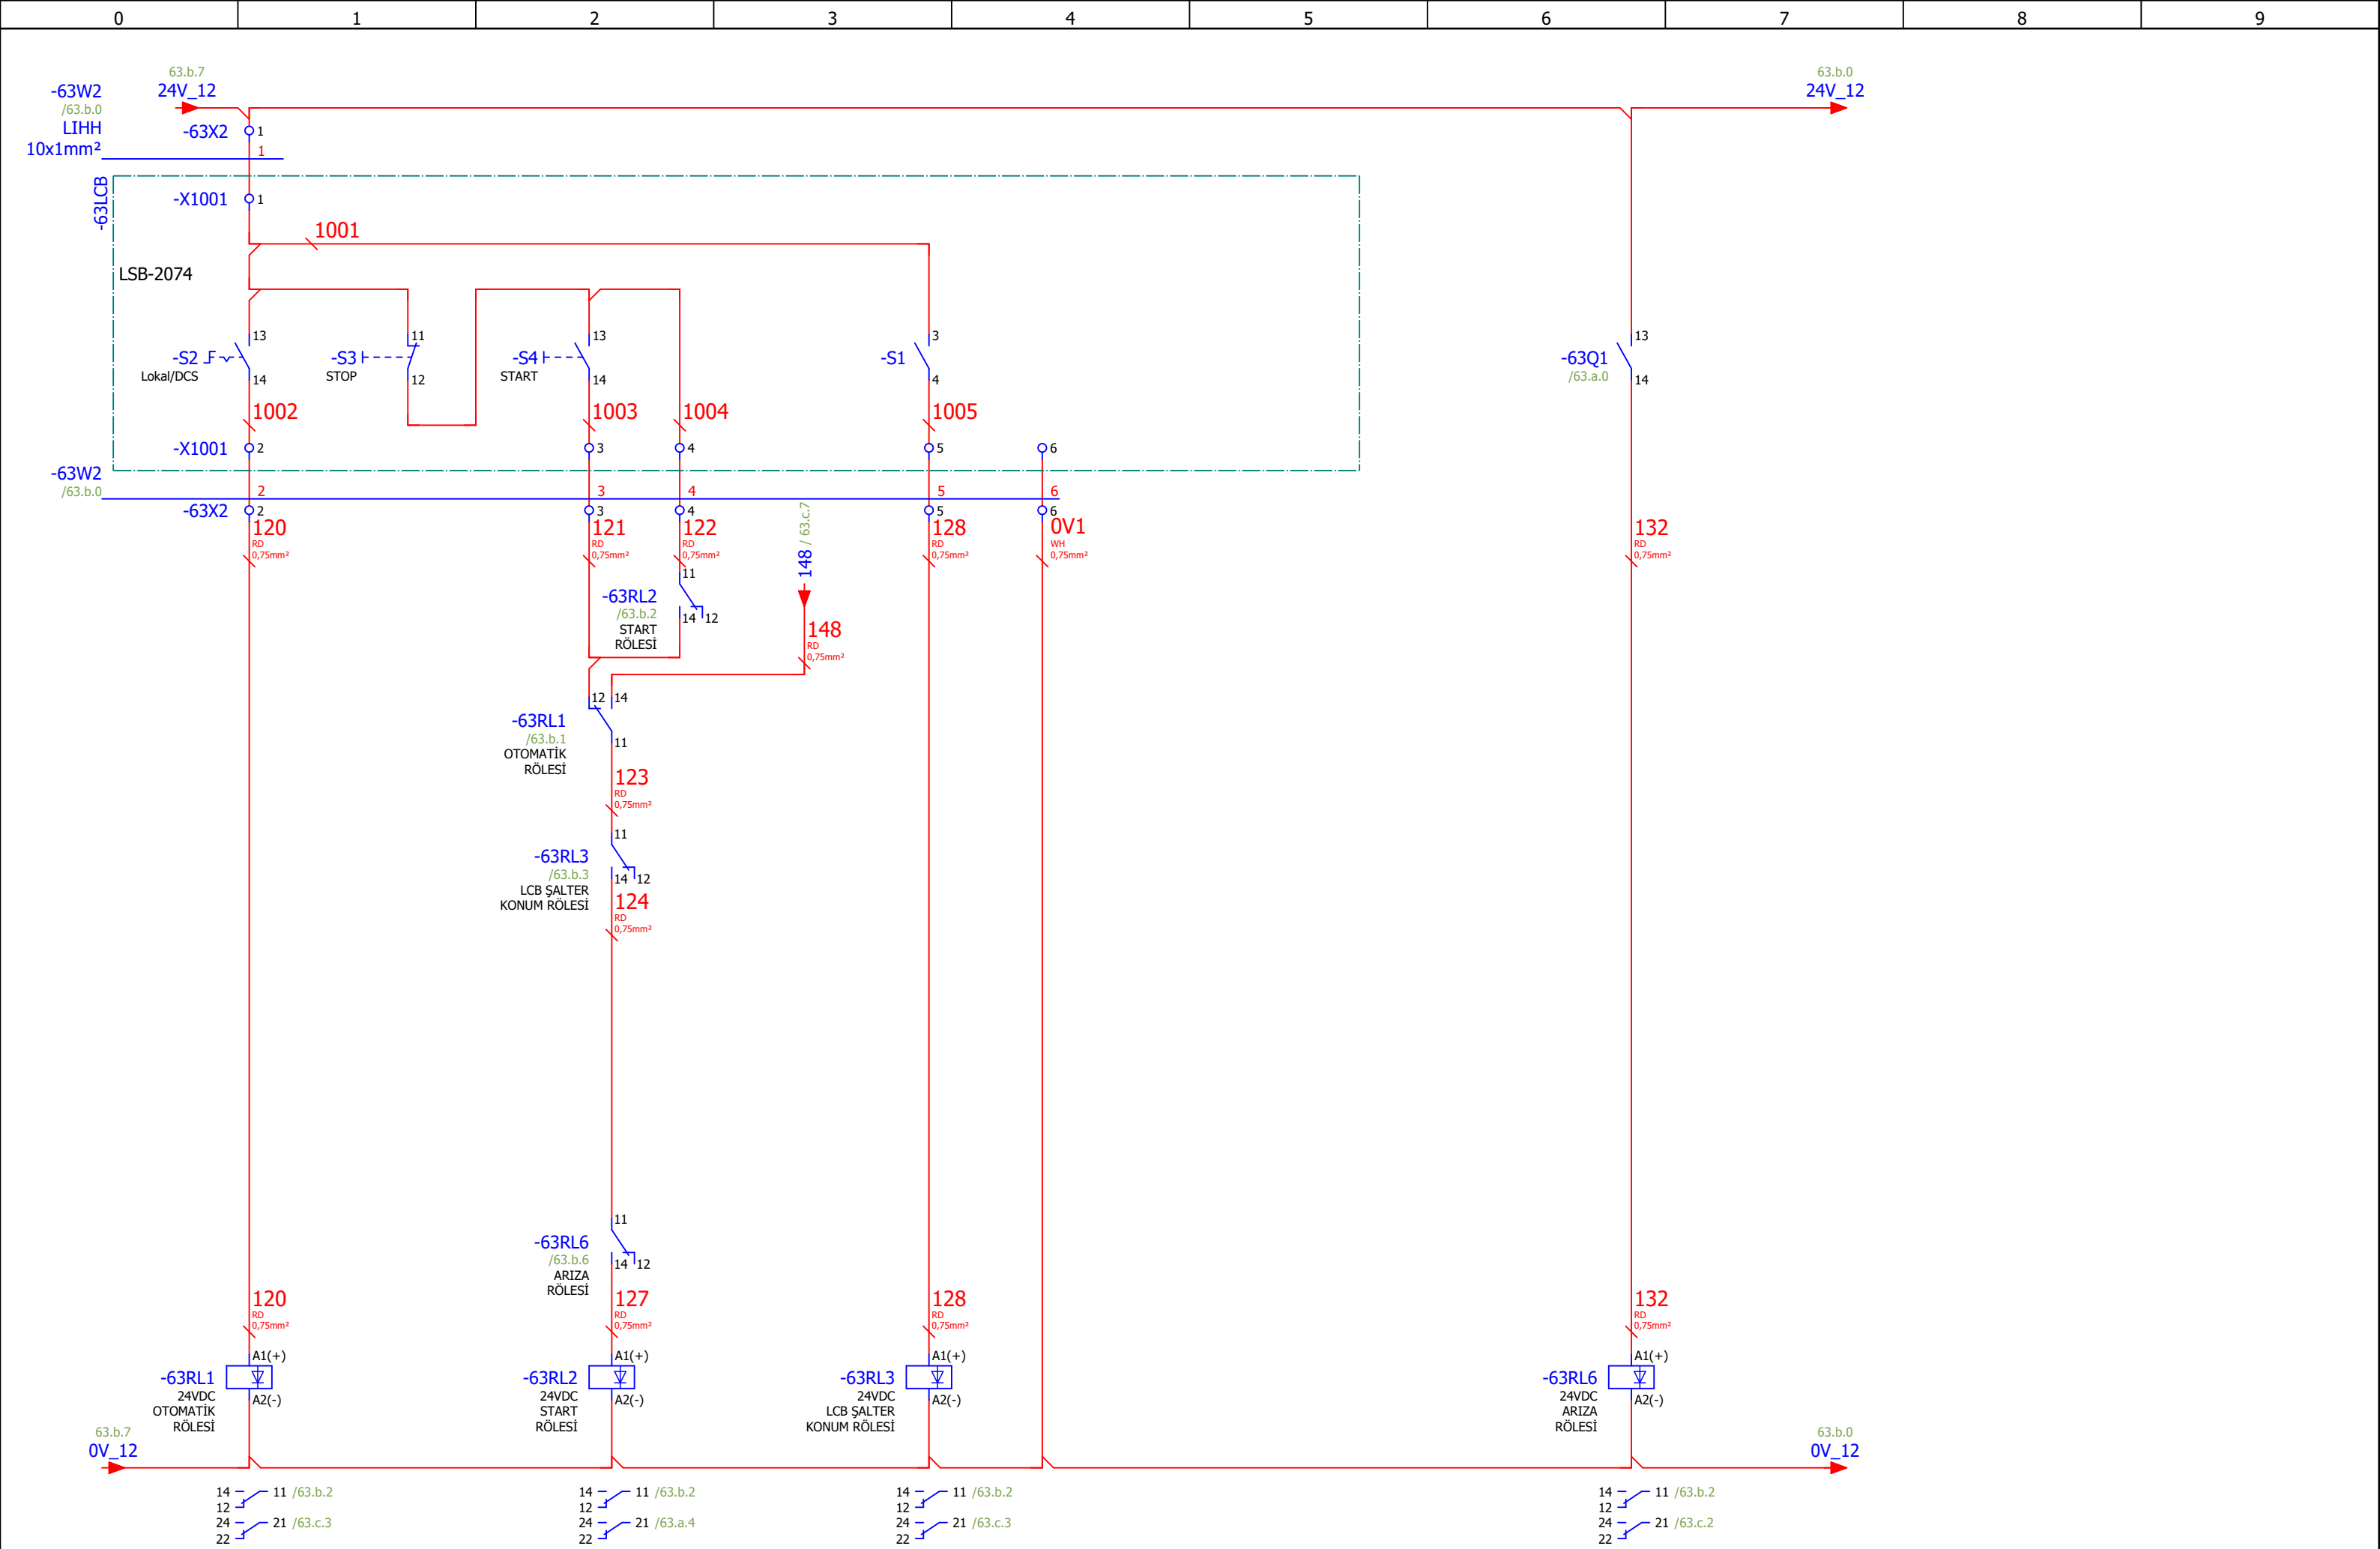 0 1 2 3 4 5 6 7 8 9
63.b.7
24V_12
63.b.0
24V_12
-63W2
/63.b.0
LIHH
10x1mm²
-63X2 1
1
-63LCB
-X1001 1
1001
LSB-2074
13 11 13 3 13
-S2
Lokal/DCS
-S3
STOP
-S4
START
-S1
-63Q1
/63.a.0
14 12 14 4 14
1002 1003 1004 1005
-X1001 2 3 4 5 6
-63W2
/63.b.0
2 3 4 5 6
-63X2 2 3 4 5 6
120
RD
0,75mm²
121
RD
0,75mm²
122
RD
0,75mm²
148 / 63.c.7
128
RD
0,75mm²
0V1
WH
0,75mm²
132
RD
0,75mm²
11
-63RL2
/63.b.2
START
RÖLESİ
14 12
148
RD
0,75mm²
12 14
-63RL1
/63.b.1
OTOMATİK
RÖLESİ
11
123
RD
0,75mm²
11
-63RL3
/63.b.3
LCB ŞALTER
KONUM RÖLESİ
14 12
124
RD
0,75mm²
11
-63RL6
/63.b.6
ARIZA
RÖLESİ
14 12
120
RD
0,75mm²
127
RD
0,75mm²
128
RD
0,75mm²
132
RD
0,75mm²
A1(+)
-63RL1
24VDC
OTOMATİK
RÖLESİ
A2(-)
A1(+)
-63RL2
24VDC
START
RÖLESİ
A2(-)
A1(+)
-63RL3
24VDC
LCB ŞALTER
KONUM RÖLESİ
A2(-)
A1(+)
-63RL6
24VDC
ARIZA
RÖLESİ
A2(-)
63.b.7
0V_12
63.b.0
0V_12
14 11 /63.b.2
12
24 21 /63.c.3
22
14 11 /63.b.2
12
24 21 /63.a.4
22
14 11 /63.b.2
12
24 21 /63.c.3
22
14 11 /63.b.2
12
24 21 /63.c.2
22